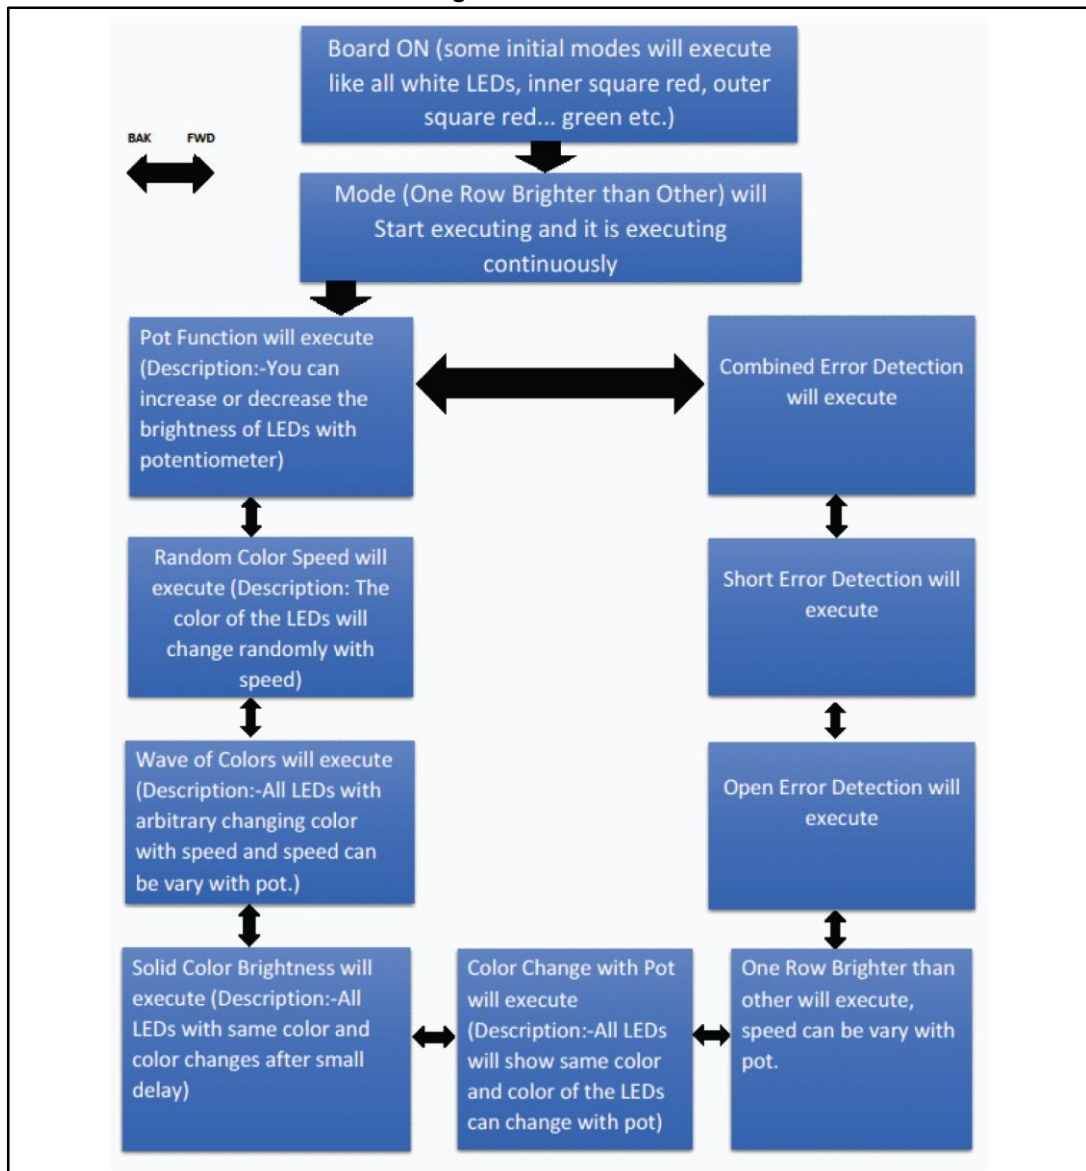 Board ON (some initial modes will execute
like all white LEDs, inner square red, outer
square red... green etc.)
BAK FWD
Mode (One Row Brighter than Other) will
Start executing and it is executing
continuously
Pot Function will execute
(Description:-You can
increase or decrease the
brightness of LEDs with
potentiometer)
Combined Error Detection
will execute
Random Color Speed will
execute (Description: The
color of the LEDs will
change randomly with
speed)
Short Error Detection will
execute
Wave of Colors will execute
(Description:-All LEDs with
arbitrary changing color
with speed and speed can
be vary with pot.)
Open Error Detection will
execute
Solid Color Brightness will
execute (Description:-All
LEDs with same color and
color changes after small
delay)
Color Change with Pot
will execute
(Description:-All LEDs
will show same color
and color of the LEDs
can change with pot)
One Row Brighter than
other will execute,
speed can be vary with
pot.